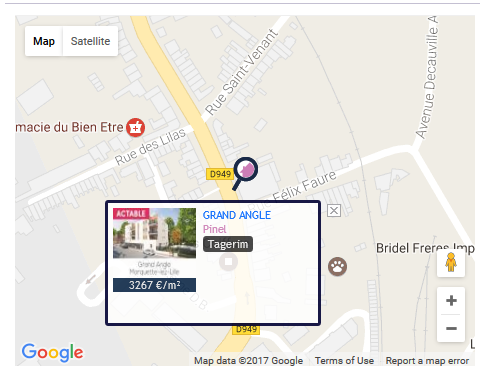 Map
Satellite
Rue Saint-Venant
Avenue Decauville A
macie du Bien Etre
Rue des Lilas
D949
Félix Faure
ACTABLE
GRAND ANGLE
Pinel
Tagerim
Grand Angle
Marquette-lez-Lille
3267 €/m²
D.B
Bridel Freres Imp
D949
+
−
L
Google
Map data ©2017 Google
Terms of Use
Report a map error